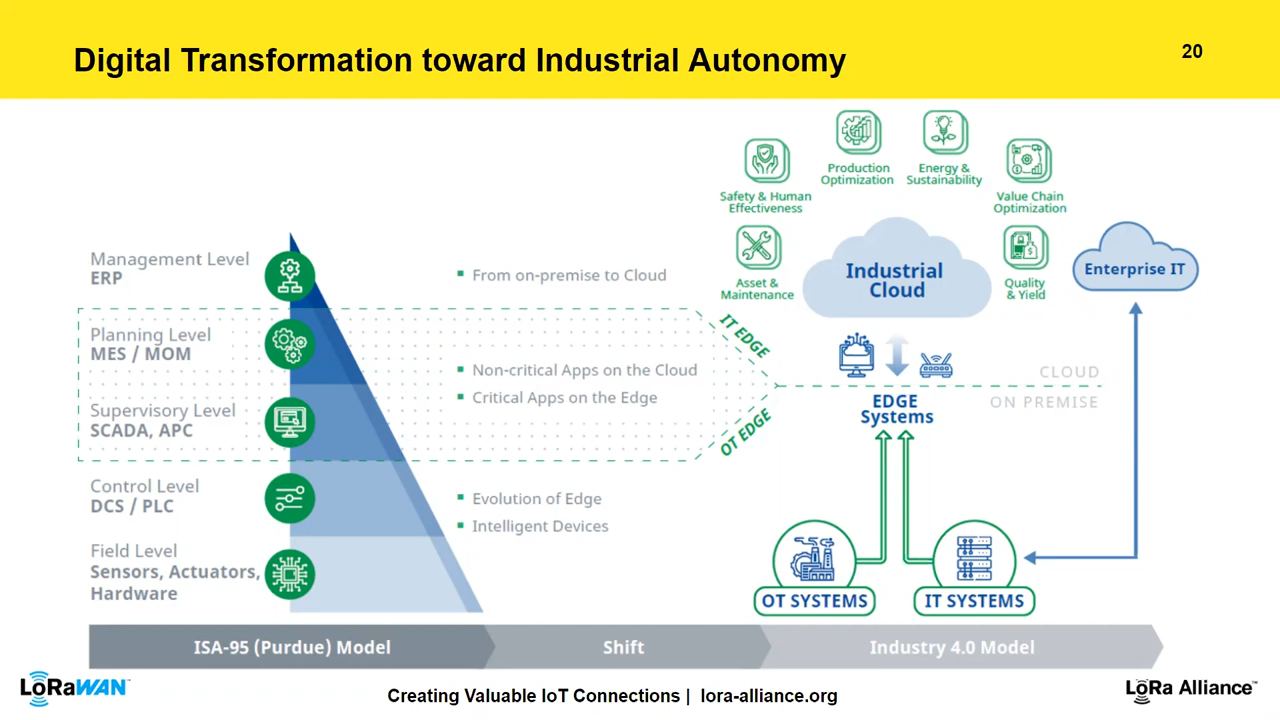 Digital Transformation toward Industrial Autonomy
20
Management Level
ERP
Planning Level
MES / MOM
Supervisory Level
SCADA, APC
Control Level
DCS / PLC
Field Level
Sensors, Actuators,
Hardware
From on-premise to Cloud
Non-critical Apps on the Cloud
Critical Apps on the Edge
Evolution of Edge
Intelligent Devices
IT EDGE
OT EDGE
Safety & Human
Effectiveness
Production
Optimization
Energy &
Sustainability
Value Chain
Optimization
Asset &
Maintenance
Industrial
Cloud
Quality
& Yield
Enterprise IT
CLOUD
ON PREMISE
EDGE
Systems
OT SYSTEMS
IT SYSTEMS
ISA-95 (Purdue) Model
Shift
Industry 4.0 Model
LoRaWAN™
Creating Valuable IoT Connections | lora-alliance.org
LoRa Alliance™